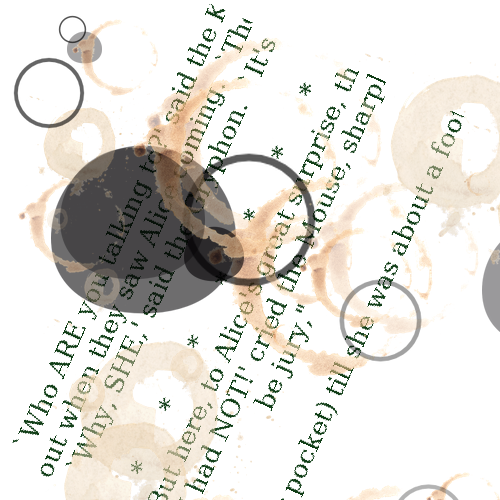 `Who ARE you talking to?' said the K
out when they saw Alice coming. `The
`Why, SHE,' said the Gryphon. `It's
* * * * * *
But here, to Alice's great surprise, th
had NOT!' cried the Mouse, sharpl
be jury,"
pocket) till she was about a foot